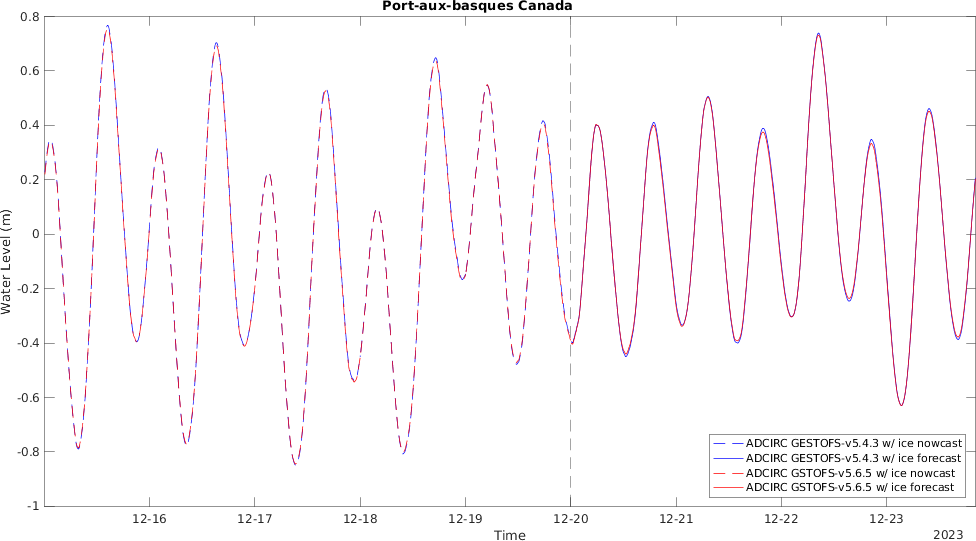 Port-aux-basques Canada
0.8
0.6
0.4
0.2
0
-0.2
-0.4
-0.6
-0.8
-1
Water Level (m)
ADCIRC GESTOFS-v5.4.3 w/ ice nowcast
ADCIRC GESTOFS-v5.4.3 w/ ice forecast
ADCIRC GSTOFS-v5.6.5 w/ ice nowcast
ADCIRC GSTOFS-v5.6.5 w/ ice forecast
12-16 12-17 12-18 12-19 12-20 12-21 12-22 12-23
Time
2023